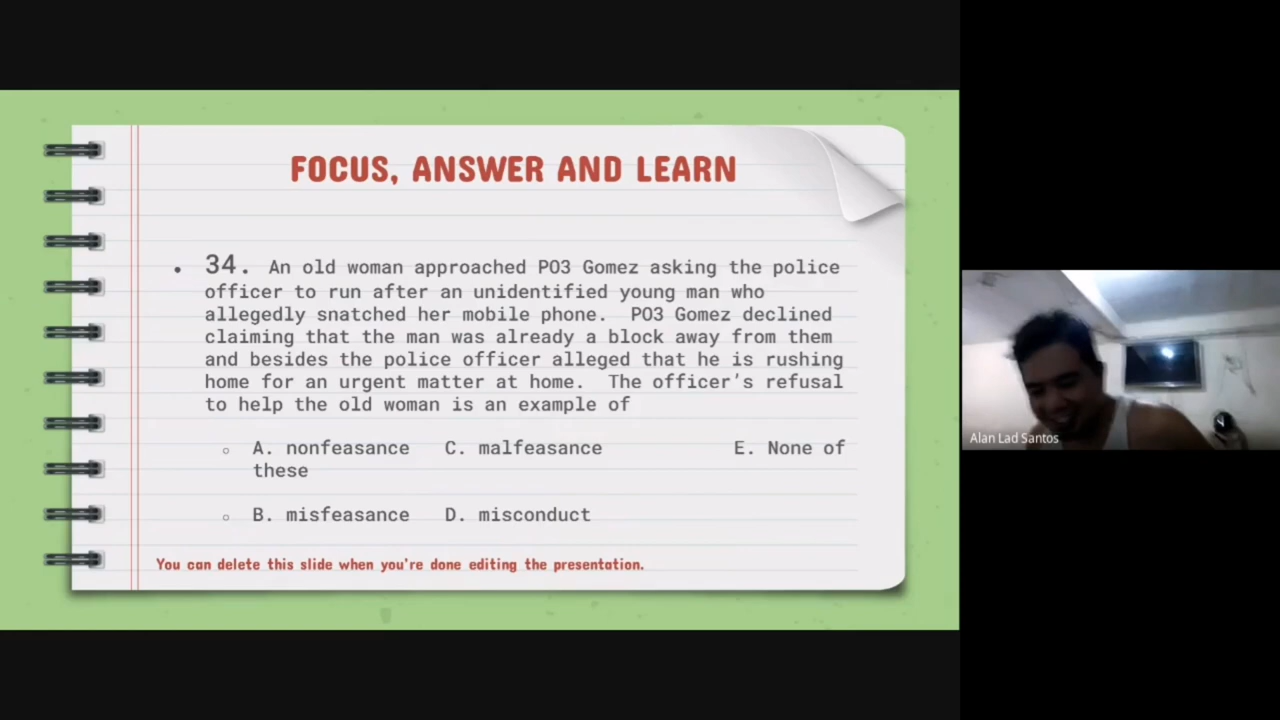 FOCUS, ANSWER AND LEARN
• 34. An old woman approached PO3 Gomez asking the police
officer to run after an unidentified young man who
allegedly snatched her mobile phone.  PO3 Gomez declined
claiming that the man was already a block away from them
and besides the police officer alleged that he is rushing
home for an urgent matter at home.  The officer's refusal
to help the old woman is an example of
○ A. nonfeasance   C. malfeasance            E. None of
these
○ B. misfeasance   D. misconduct
You can delete this slide when you're done editing the presentation.
Alan Lad Santos